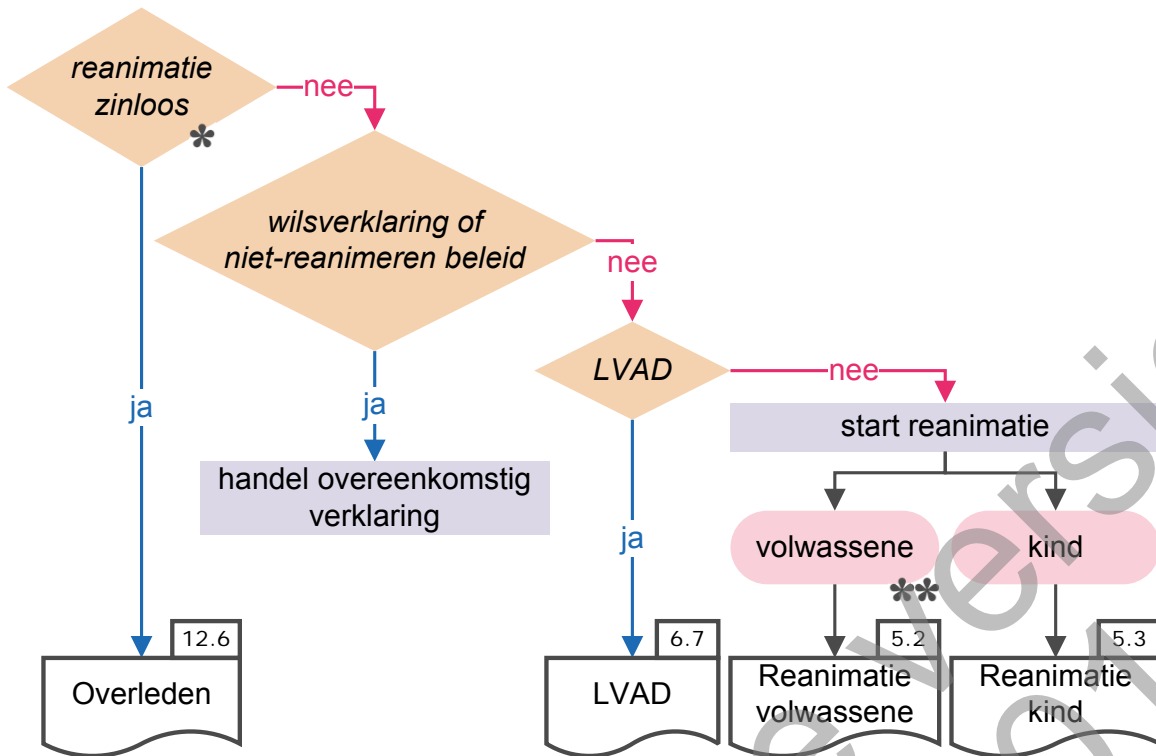 reanimatie
zinloos
*
nee
wilsverklaring of
niet-reanimeren beleid
nee
LVAD
nee
ja
ja
start reanimatie
handel overeenkomstig
verklaring
ja
volwassene
**
kind
12.6
Overleden
6.7
LVAD
5.2
Reanimatie
volwassene
5.3
Reanimatie
kind